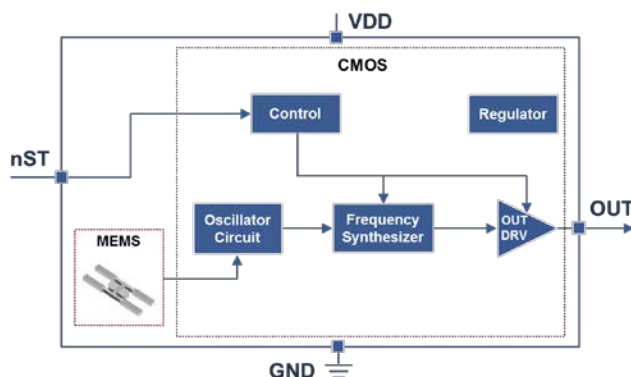 VDD
CMOS
Control
Regulator
nST
Oscillator
Circuit
Frequency
Synthesizer
OUT
DRV
OUT
MEMS
GND